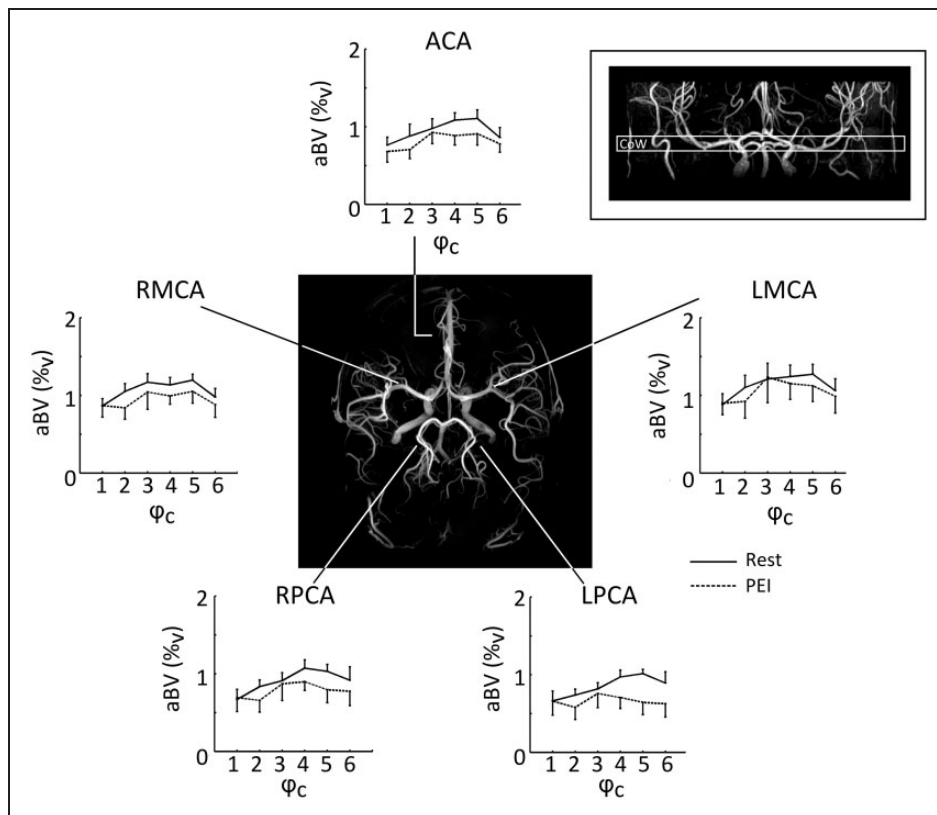 ACA
aBV (%v)
2
1
0
1 2 3 4 5 6
φc
CoW
RMCA
aBV (%v)
2
1
0
1 2 3 4 5 6
φc
LMCA
aBV (%v)
2
1
0
1 2 3 4 5 6
φc
Rest
PEI
RPCA
aBV (%v)
2
1
0
1 2 3 4 5 6
φc
LPCA
aBV (%v)
2
1
0
1 2 3 4 5 6
φc